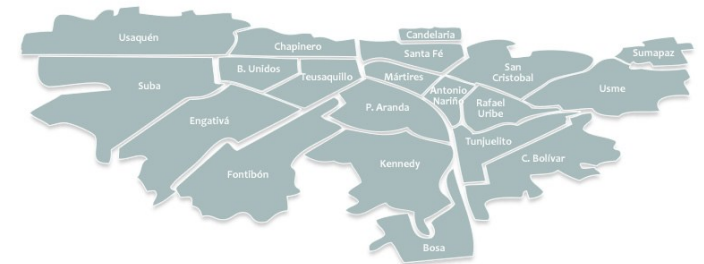 Usaquén
Chapinero
Candelaria
Santa Fé
San
Cristobal
Sumapaz
Suba
B. Unidos
Teusaquillo
Mártires
Antonio
Nariño
Rafael
Uribe
Usme
Engativá
P. Aranda
Tunjuelito
Fontibón
Kennedy
C. Bolívar
Bosa